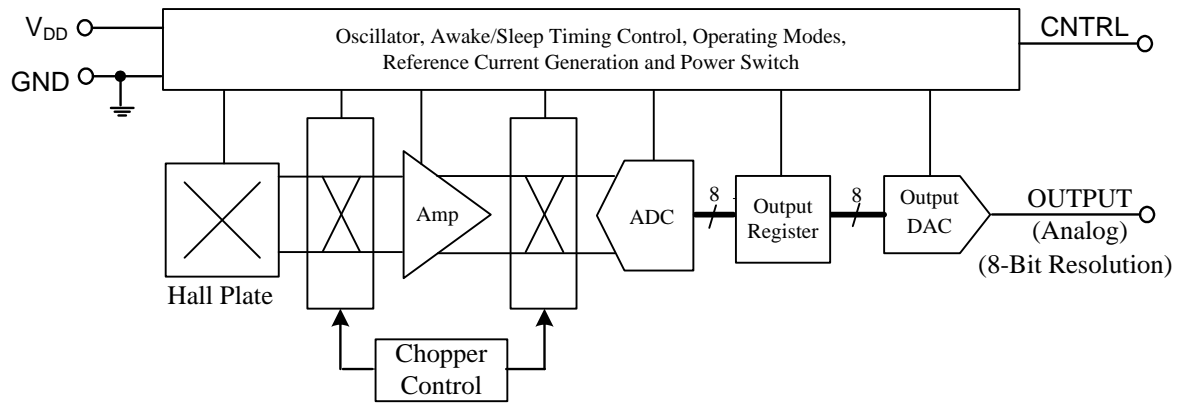 VDD
GND
Oscillator, Awake/Sleep Timing Control, Operating Modes,
Reference Current Generation and Power Switch
CNTRL
Hall Plate
Amp
ADC
8
Output
Register
8
Output
DAC
OUTPUT
(Analog)
(8-Bit Resolution)
Chopper
Control